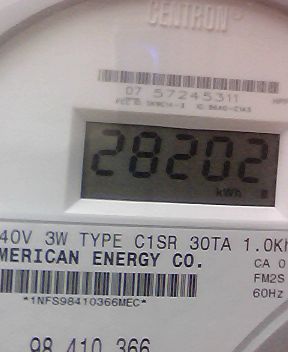 CENTRON
07 57245311
28202
kWh
40V 3W TYPE C1SR 30TA 1.0Kh
MERICAN ENERGY CO.
CA 0
FM2S
60Hz
*1NFS98410366MEC*
98 410 366